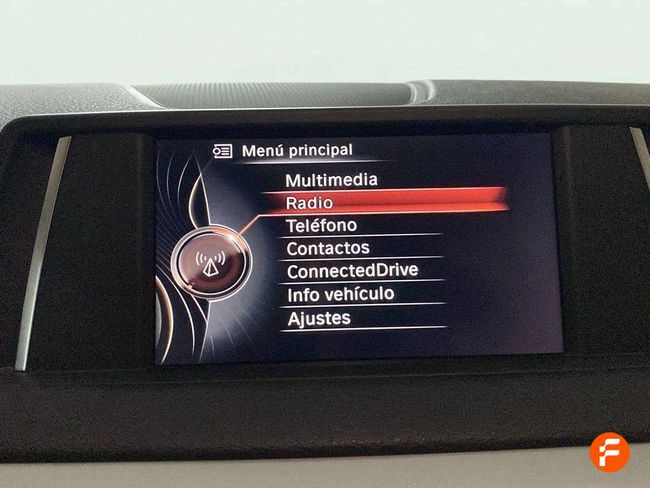 Menú principal
Multimedia
Radio
Teléfono
Contactos
ConnectedDrive
Info vehículo
Ajustes
F